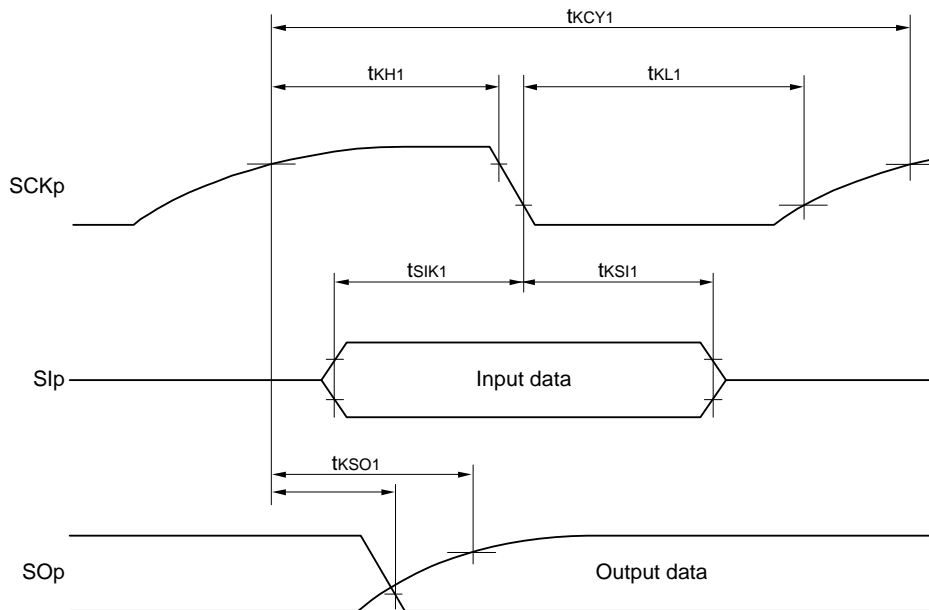 tKCY1
tKH1
tKL1
SCKp
tSIK1
tKSI1
SIp
Input data
tKSO1
SOp
Output data